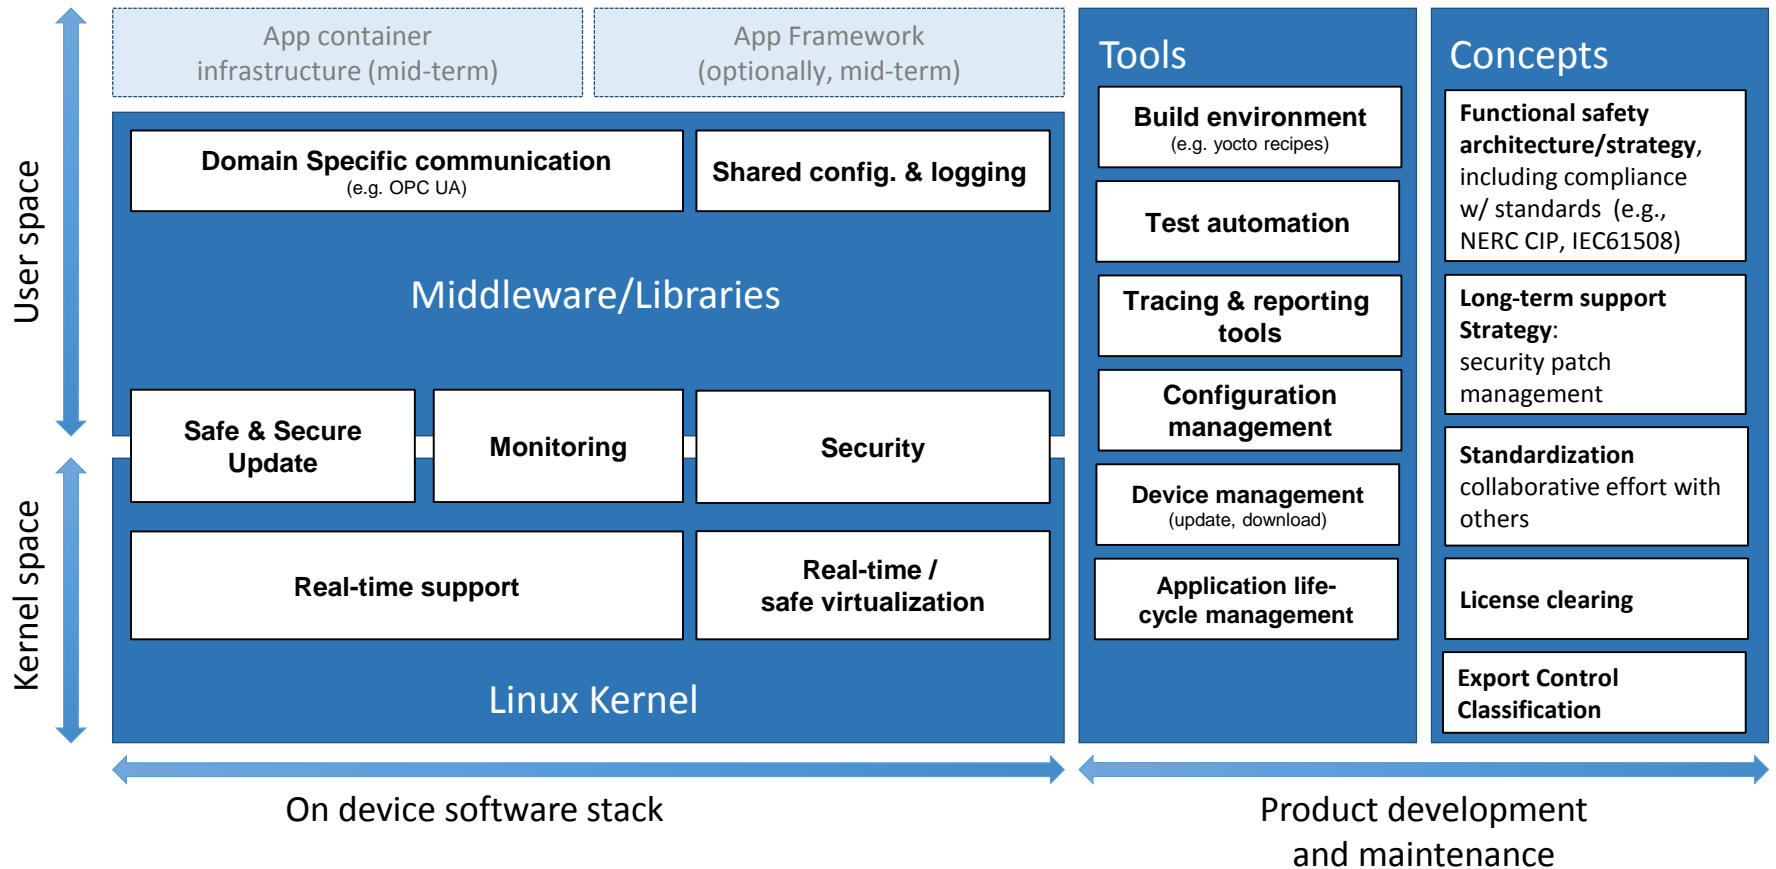 App container
infrastructure (mid-term)
App Framework
(optionally, mid-term)
User space
Domain Specific communication
(e.g. OPC UA)
Shared config. & logging
Middleware/Libraries
Safe & Secure
Update
Monitoring
Security
Kernel space
Real-time support
Real-time /
safe virtualization
Linux Kernel
On device software stack
Tools
Build environment
(e.g. yocto recipes)
Test automation
Tracing & reporting
tools
Configuration
management
Device management
(update, download)
Application life-
cycle management
Concepts
Functional safety
architecture/strategy,
including compliance
w/ standards (e.g.,
NERC CIP, IEC61508)
Long-term support
Strategy:
security patch
management
Standardization
collaborative effort with
others
License clearing
Export Control
Classification
Product development
and maintenance